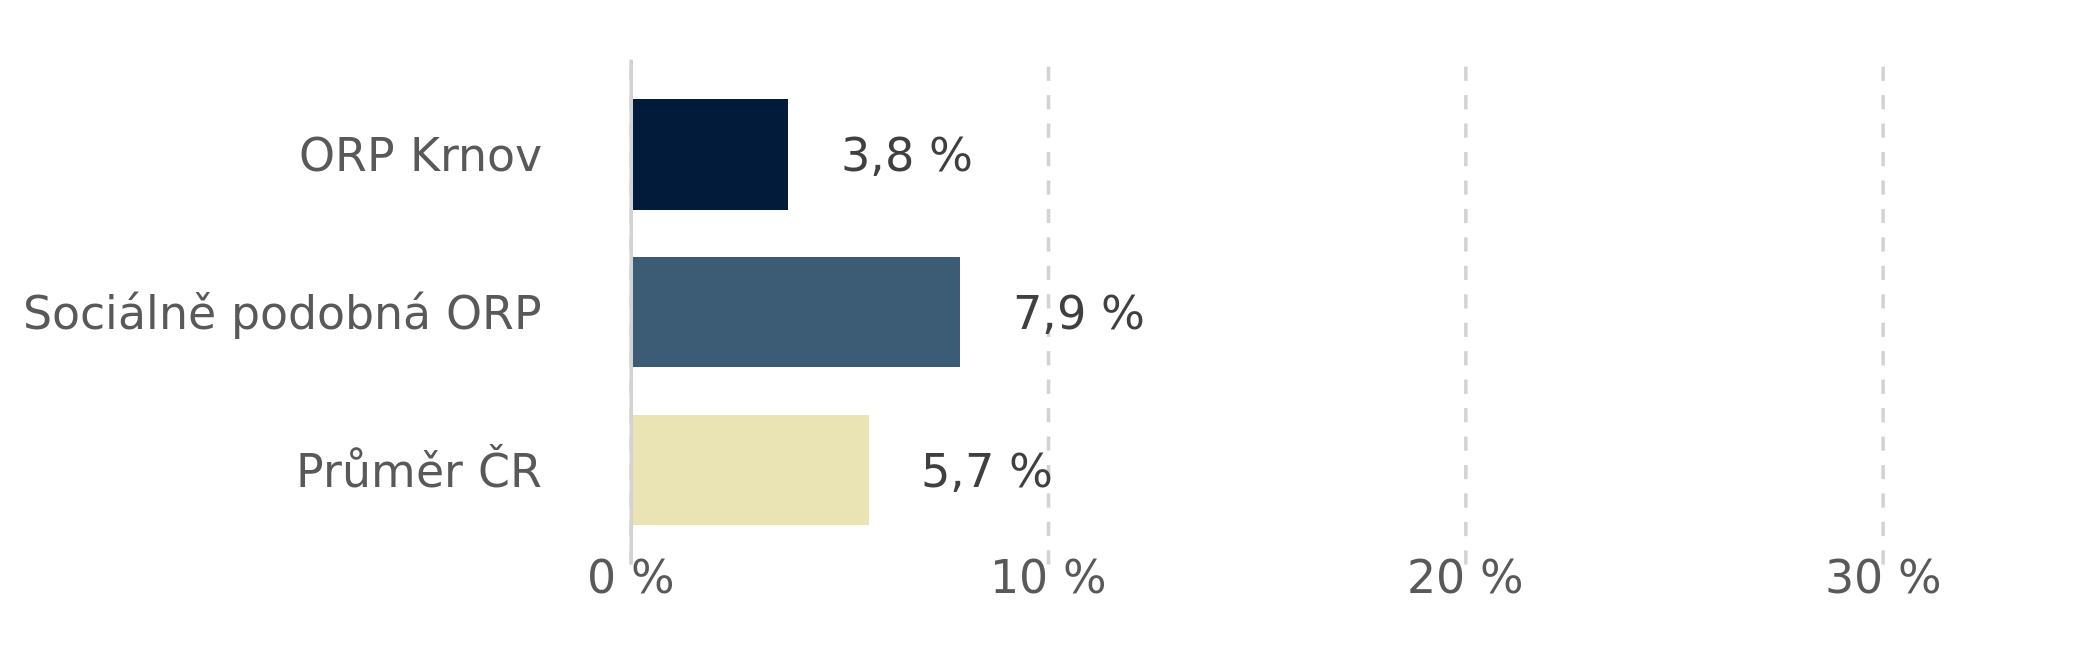 ORP Krnov 3,8 %
Sociálně podobná ORP 7,9 %
Průměr ČR 5,7 %
0 % 10 % 20 % 30 %